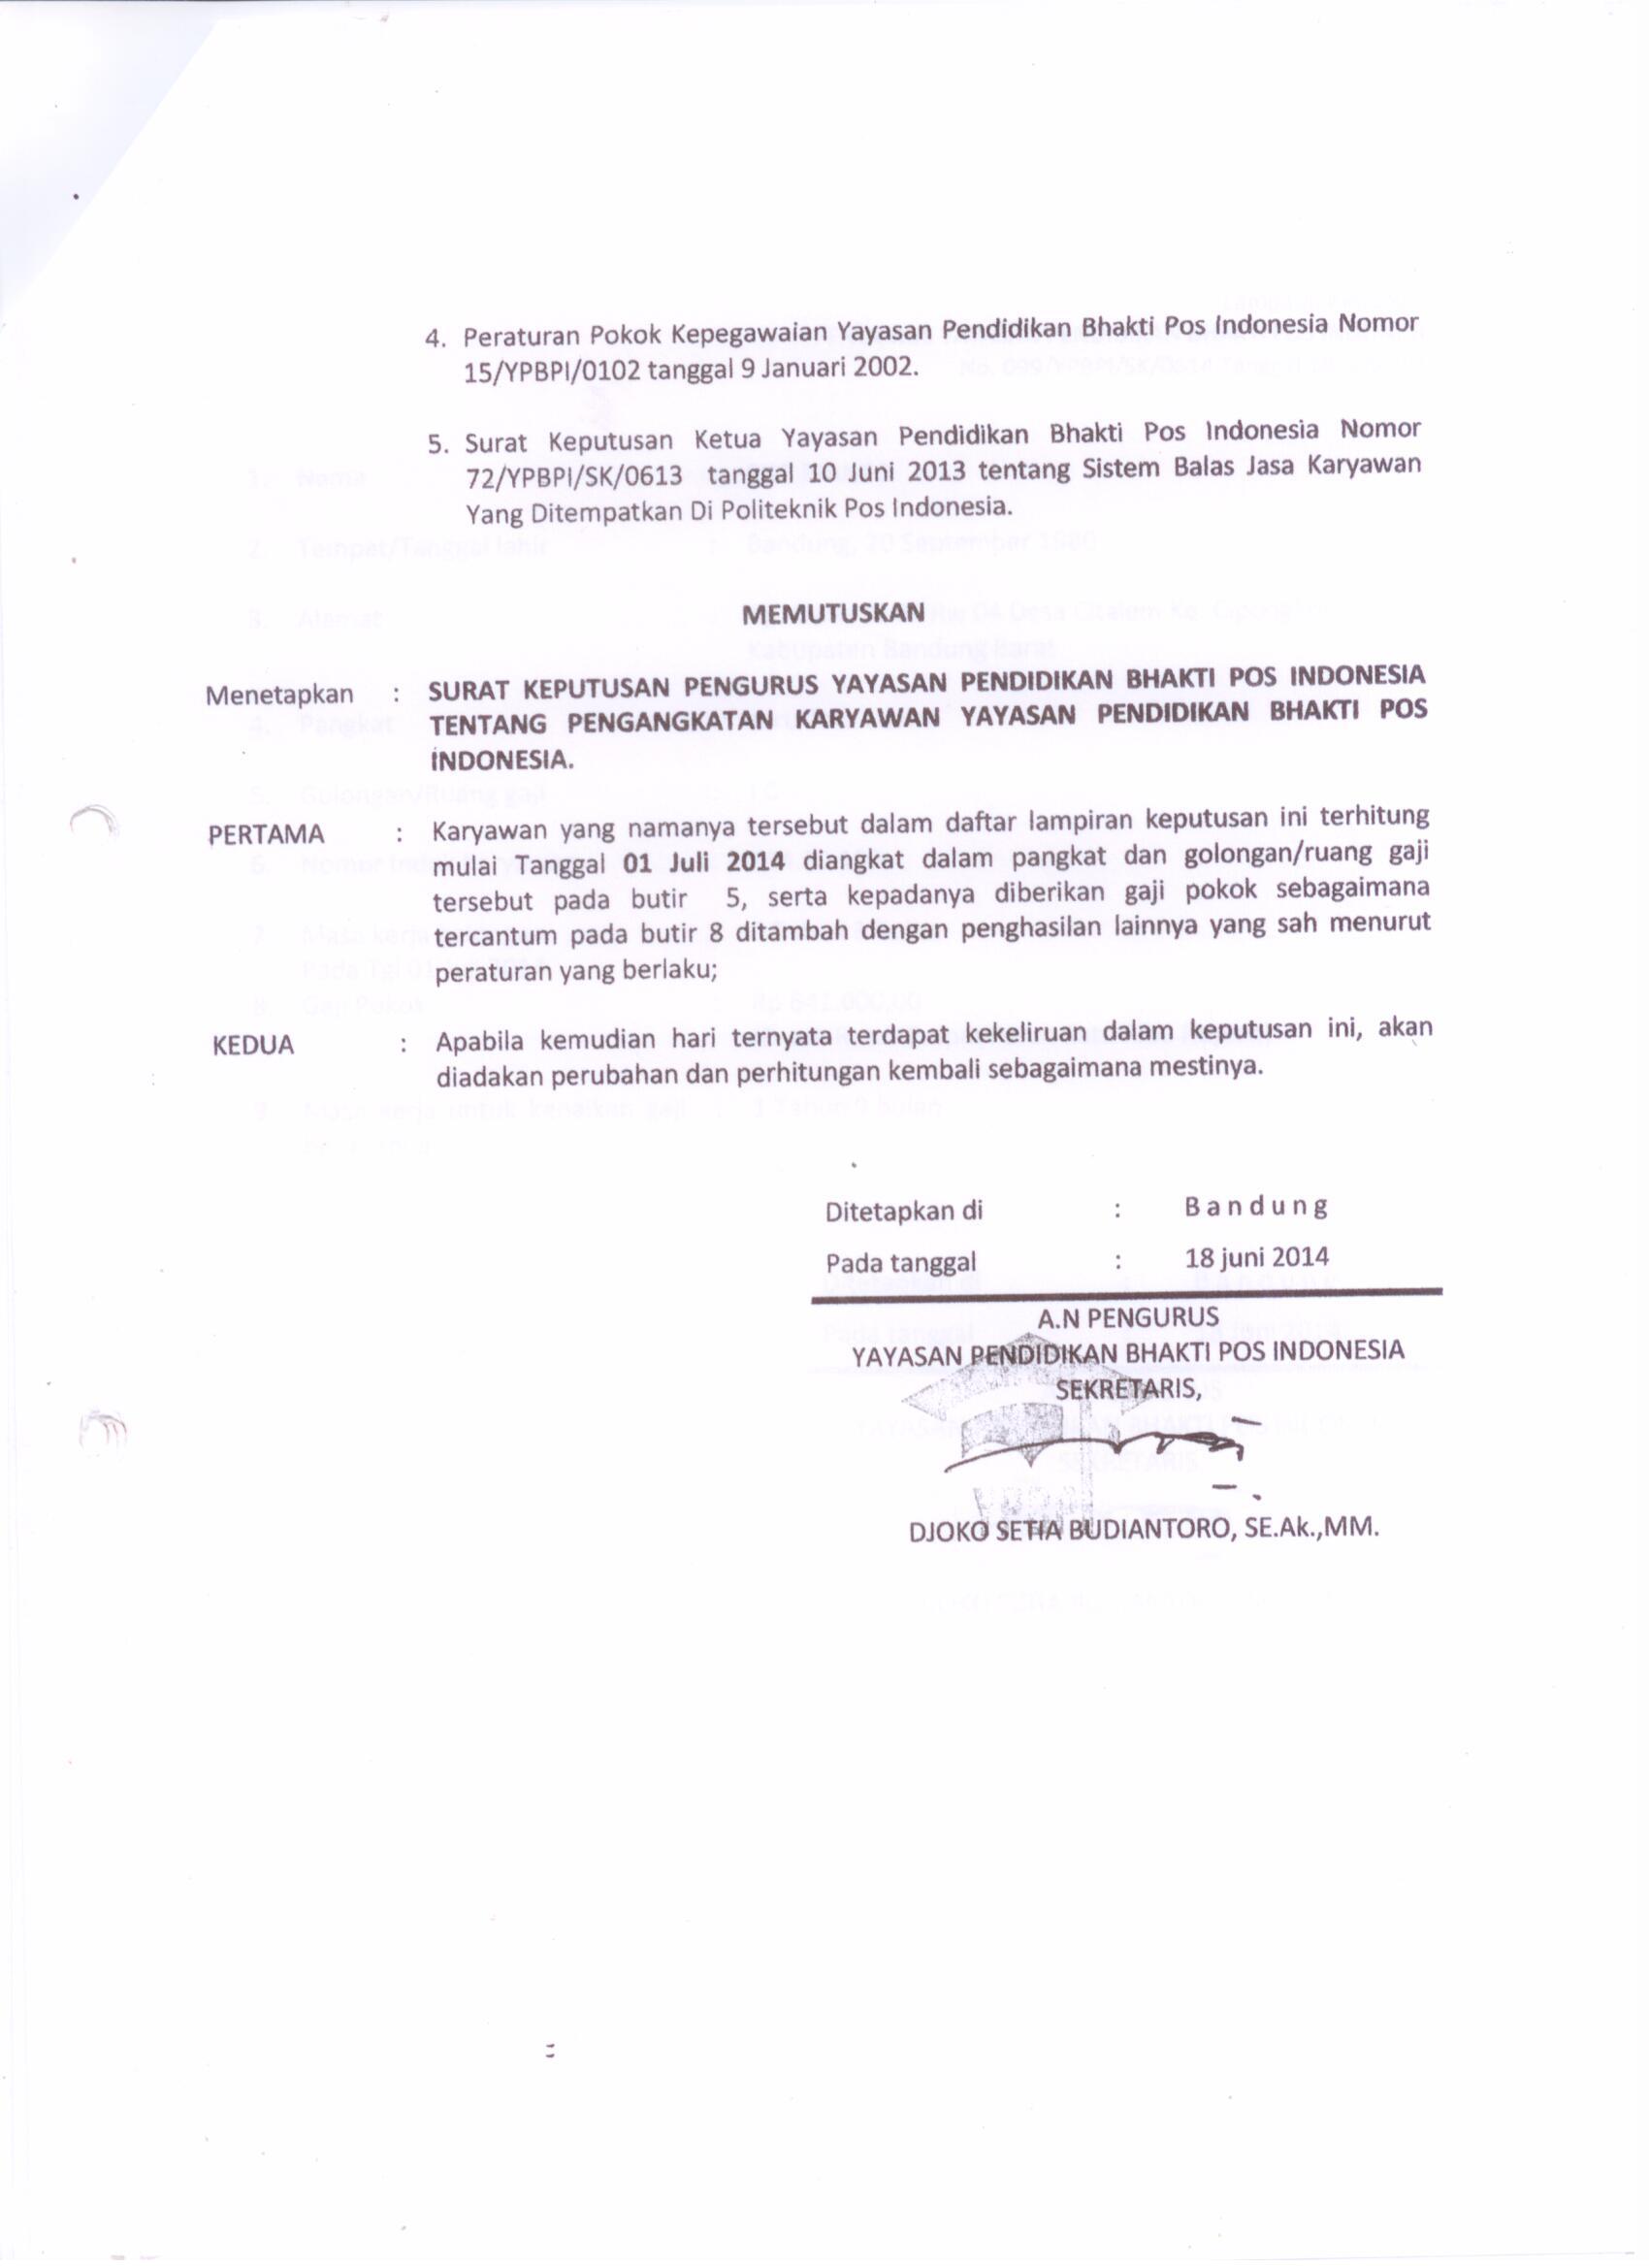 4. Peraturan Pokok Kepegawaian Yayasan Pendidikan Bhakti Pos Indonesia Nomor
15/YPBPI/0102 tanggal 9 Januari 2002.
5. Surat Keputusan Ketua Yayasan Pendidikan Bhakti Pos Indonesia Nomor
72/YPBPI/SK/0613 tanggal 10 Juni 2013 tentang Sistem Balas Jasa Karyawan
Yang Ditempatkan Di Politeknik Pos Indonesia.
MEMUTUSKAN
Menetapkan : SURAT KEPUTUSAN PENGURUS YAYASAN PENDIDIKAN BHAKTI POS INDONESIA
TENTANG PENGANGKATAN KARYAWAN YAYASAN PENDIDIKAN BHAKTI POS
INDONESIA.
PERTAMA : Karyawan yang namanya tersebut dalam daftar lampiran keputusan ini terhitung
mulai Tanggal 01 Juli 2014 diangkat dalam pangkat dan golongan/ruang gaji
tersebut pada butir 5, serta kepadanya diberikan gaji pokok sebagaimana
tercantum pada butir 8 ditambah dengan penghasilan lainnya yang sah menurut
peraturan yang berlaku;
KEDUA : Apabila kemudian hari ternyata terdapat kekeliruan dalam keputusan ini, akan
diadakan perubahan dan perhitungan kembali sebagaimana mestinya.
Ditetapkan di : B a n d u n g
Pada tanggal : 18 juni 2014
A.N PENGURUS
YAYASAN PENDIDIKAN BHAKTI POS INDONESIA
SEKRETARIS,
DJOKO SETIA BUDIANTORO, SE.Ak.,MM.